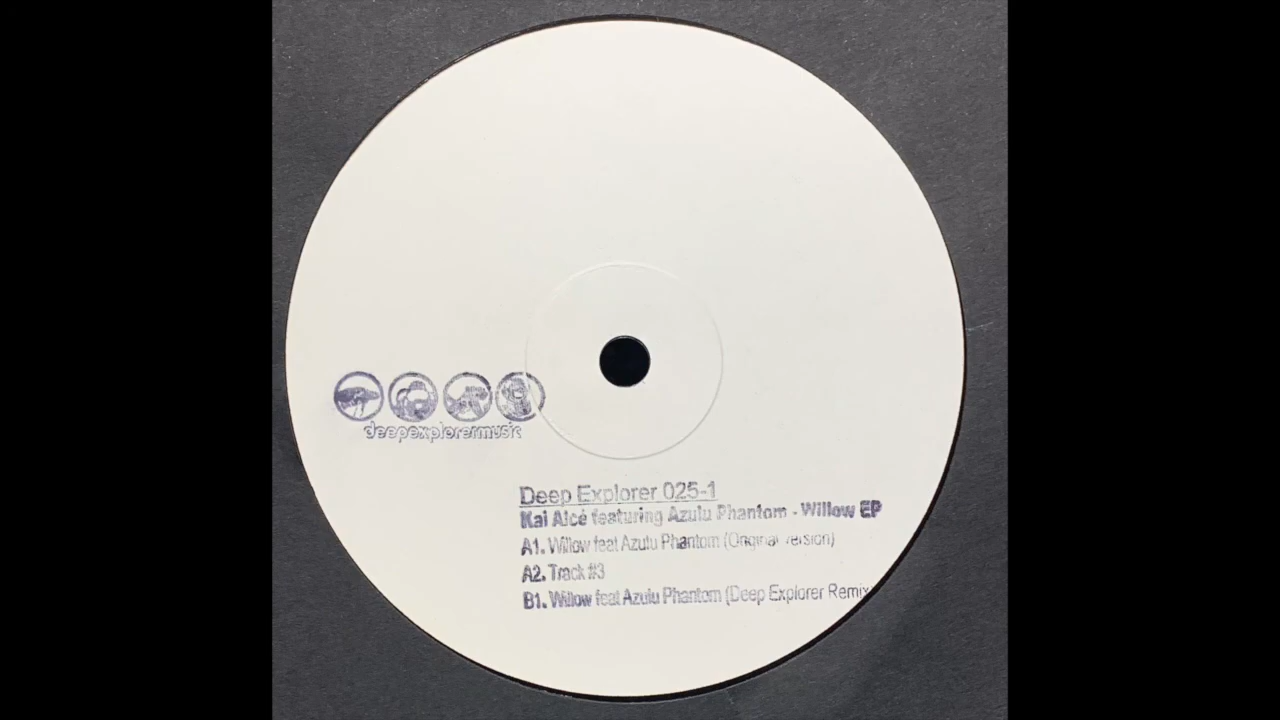 deepexplorermusic
Deep Explorer 025-1
Kai Alcé featuring Azulu Phantom - Willow EP
A1. Willow feat Azulu Phantom (Original version)
A2. Track #3
B1. Willow feat Azulu Phantom (Deep Explorer Remix